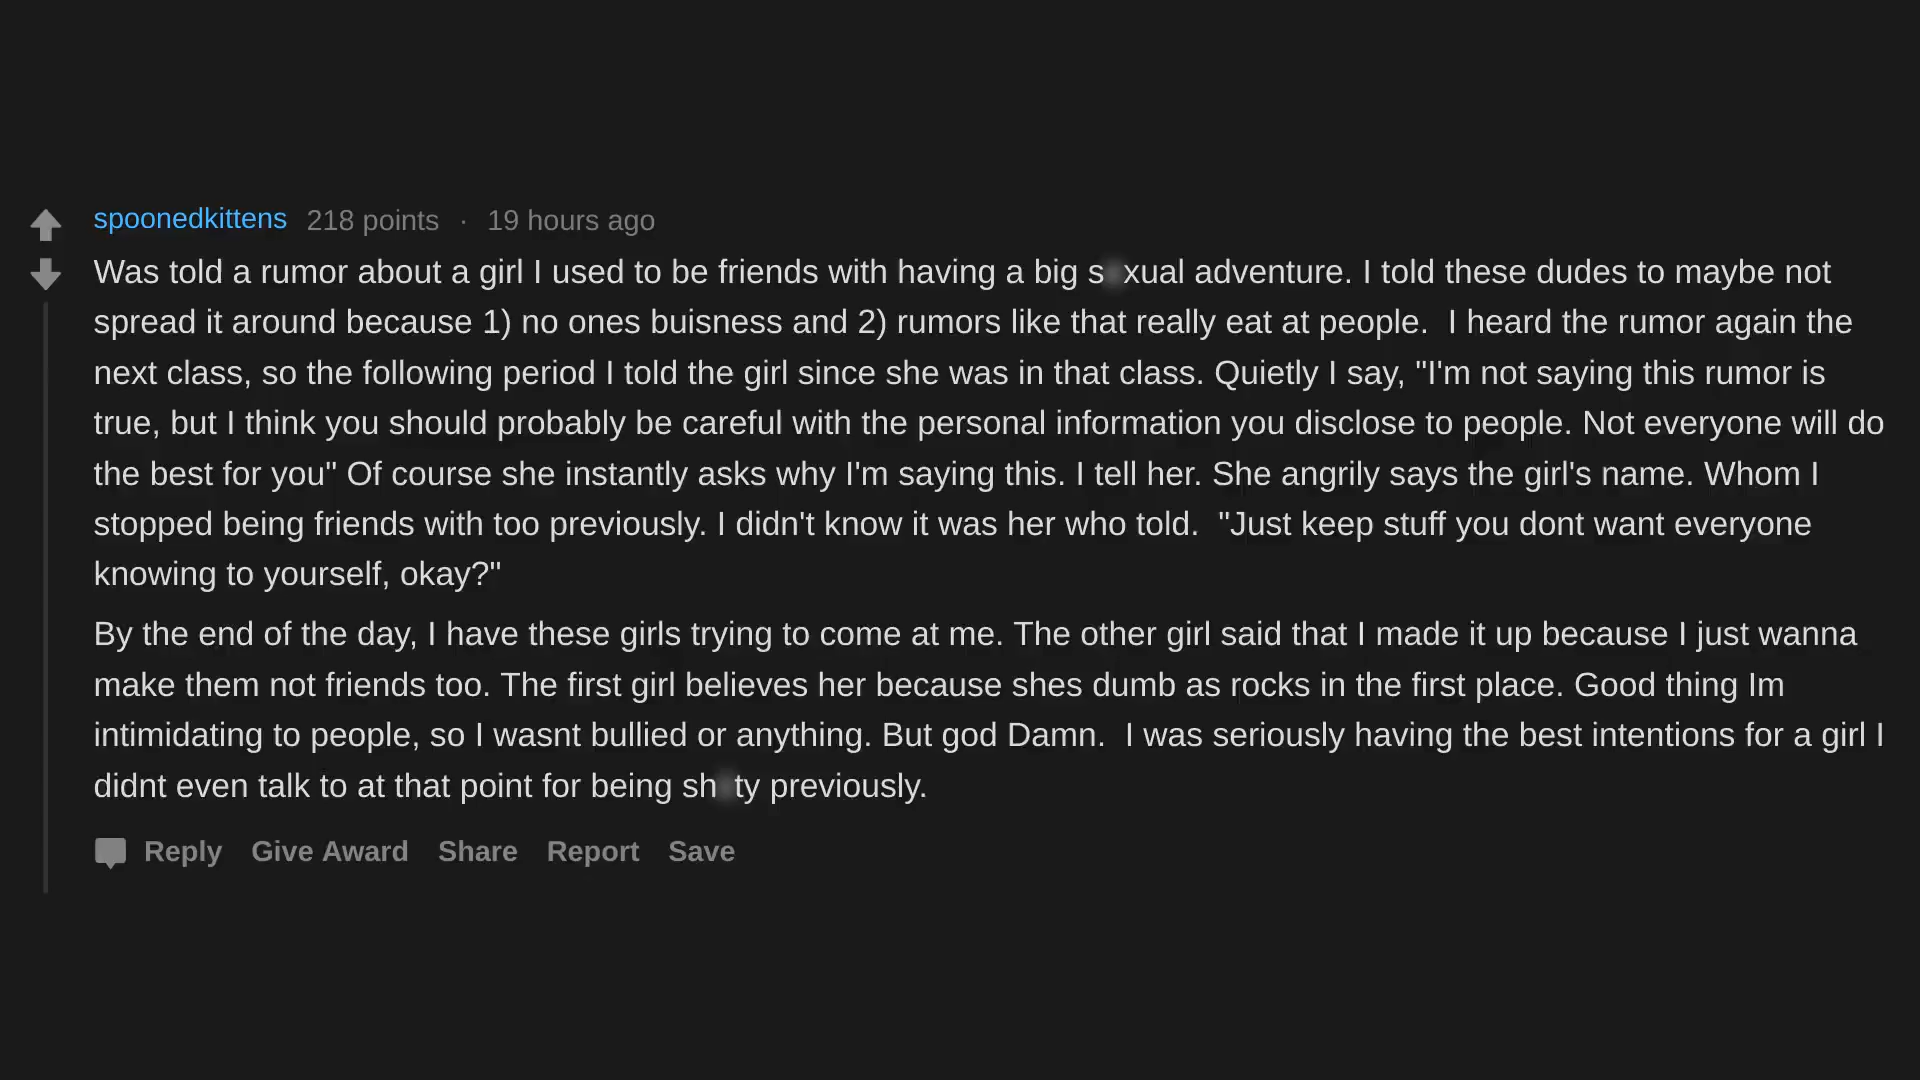 spoonedkittens 218 points · 19 hours ago
Was told a rumor about a girl I used to be friends with having a big s xual adventure. I told these dudes to maybe not
spread it around because 1) no ones buisness and 2) rumors like that really eat at people.  I heard the rumor again the
next class, so the following period I told the girl since she was in that class. Quietly I say, "I'm not saying this rumor is
true, but I think you should probably be careful with the personal information you disclose to people. Not everyone will do
the best for you" Of course she instantly asks why I'm saying this. I tell her. She angrily says the girl's name. Whom I
stopped being friends with too previously. I didn't know it was her who told.  "Just keep stuff you dont want everyone
knowing to yourself, okay?"
By the end of the day, I have these girls trying to come at me. The other girl said that I made it up because I just wanna
make them not friends too. The first girl believes her because shes dumb as rocks in the first place. Good thing Im
intimidating to people, so I wasnt bullied or anything. But god Damn.  I was seriously having the best intentions for a girl I
didnt even talk to at that point for being sh ty previously.
Reply Give Award Share Report Save